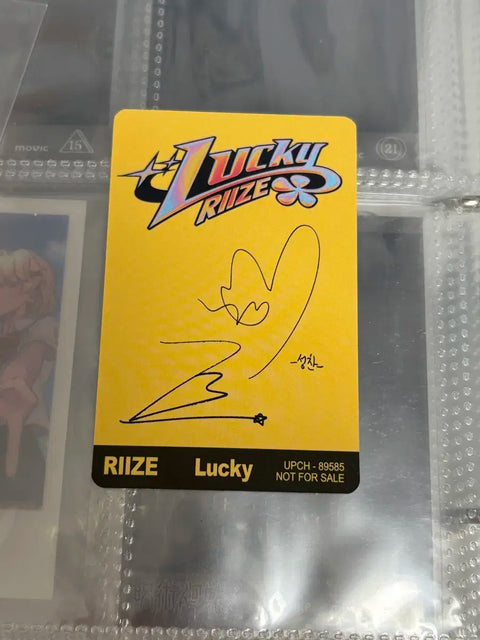 movic
15
21
Lucky
RIIZE
-성찬-
RIIZE Lucky UPCH - 89585
NOT FOR SALE